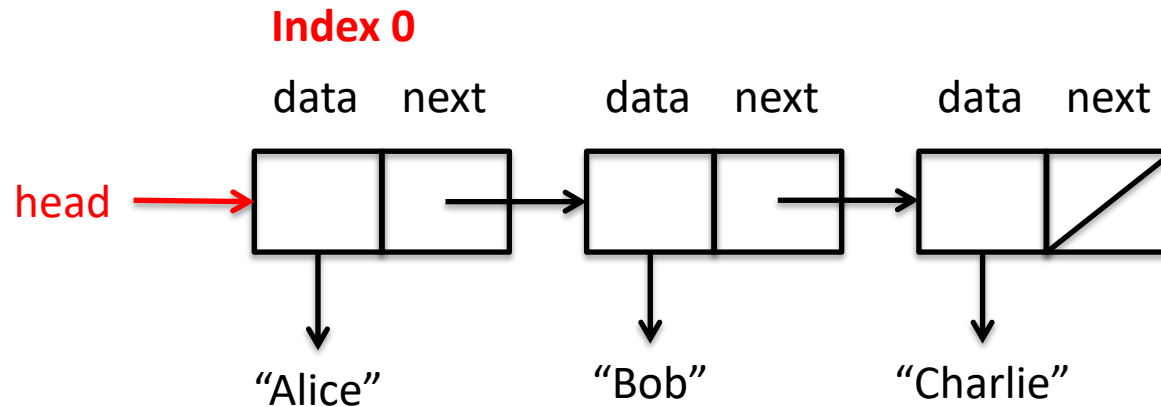 Index 0
data next data next data next
head
“Alice” “Bob” “Charlie”